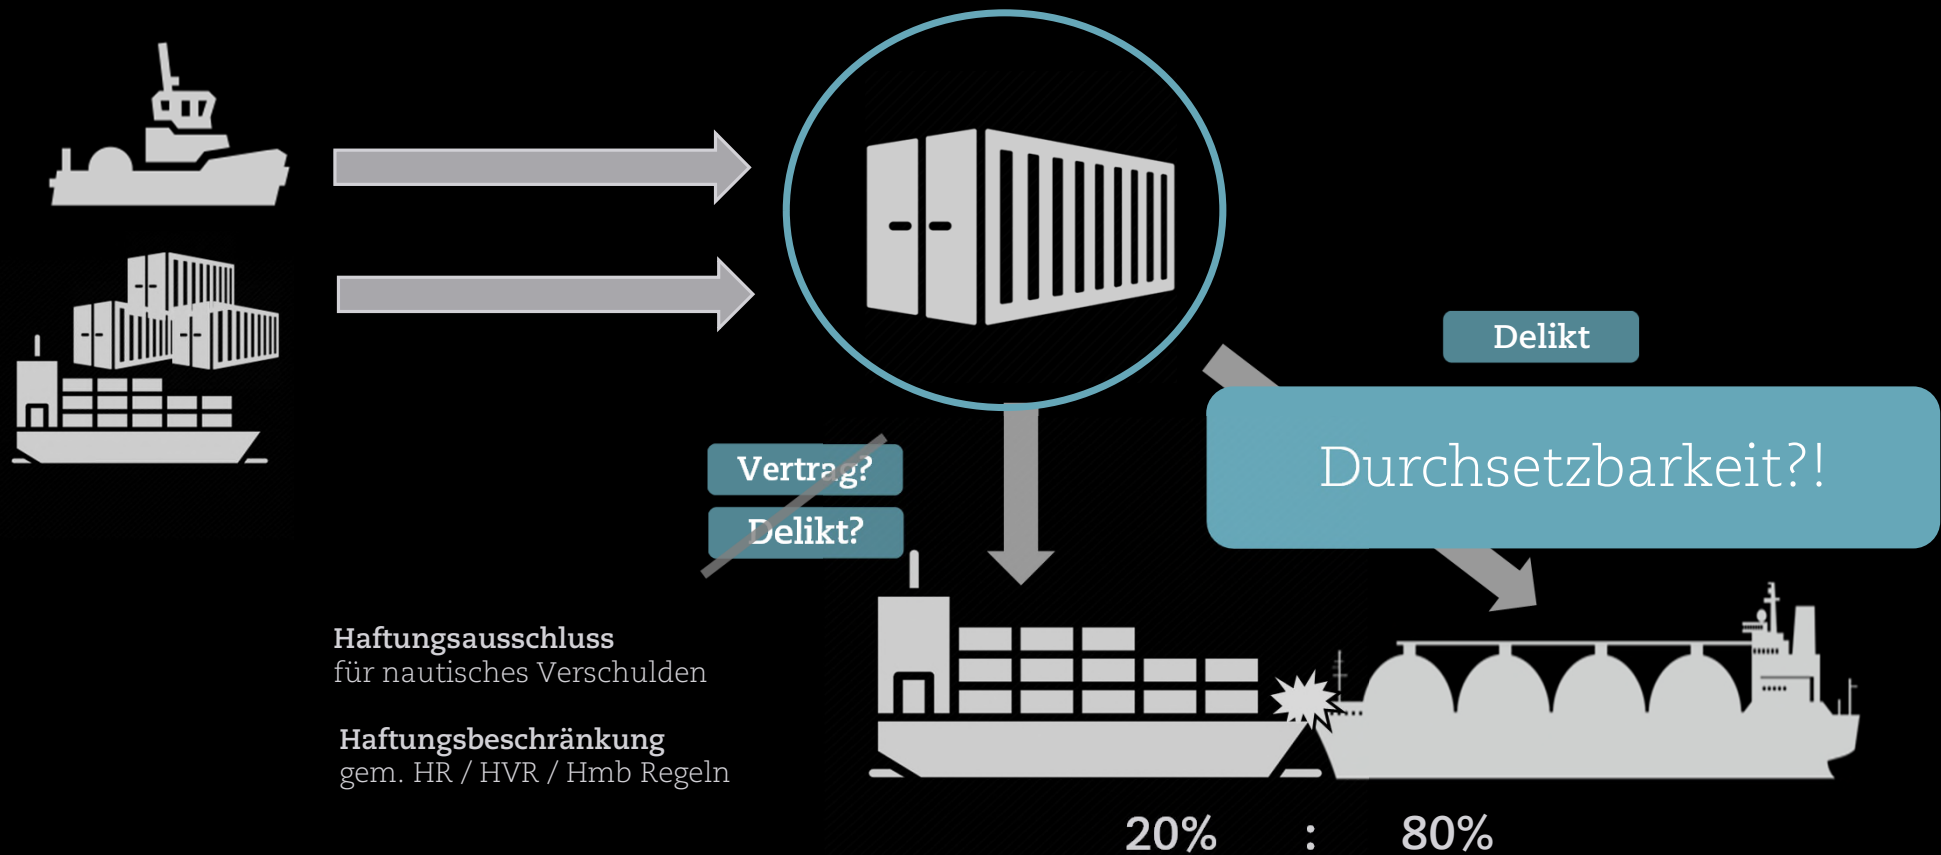 Delikt
Durchsetzbarkeit?!
Vertrag?
Delikt?
Haftungsausschluss
für nautisches Verschulden
Haftungsbeschränkung
gem. HR / HVR / Hmb Regeln
20% : 80%